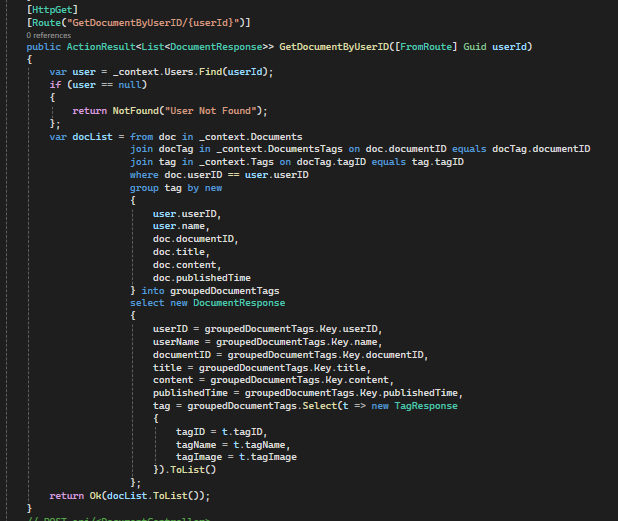 [HttpGet]
[Route("GetDocumentByUserID/{userId}")]
0 references
public ActionResult<List<DocumentResponse>> GetDocumentByUserID([FromRoute] Guid userId)
{
    var user = _context.Users.Find(userId);
    if (user == null)
    {
        return NotFound("User Not Found");
    };
    var docList = from doc in _context.Documents
                  join docTag in _context.DocumentsTags on doc.documentID equals docTag.documentID
                  join tag in _context.Tags on docTag.tagID equals tag.tagID
                  where doc.userID == user.userID
                  group tag by new
                  {
                      user.userID,
                      user.name,
                      doc.documentID,
                      doc.title,
                      doc.content,
                      doc.publishedTime
                  } into groupedDocumentTags
                  select new DocumentResponse
                  {
                      userID = groupedDocumentTags.Key.userID,
                      userName = groupedDocumentTags.Key.name,
                      documentID = groupedDocumentTags.Key.documentID,
                      title = groupedDocumentTags.Key.title,
                      content = groupedDocumentTags.Key.content,
                      publishedTime = groupedDocumentTags.Key.publishedTime,
                      tag = groupedDocumentTags.Select(t => new TagResponse
                      {
                          tagID = t.tagID,
                          tagName = t.tagName,
                          tagImage = t.tagImage
                      }).ToList()
                  };
    return Ok(docList.ToList());
}
// POST api/<DocumentController>